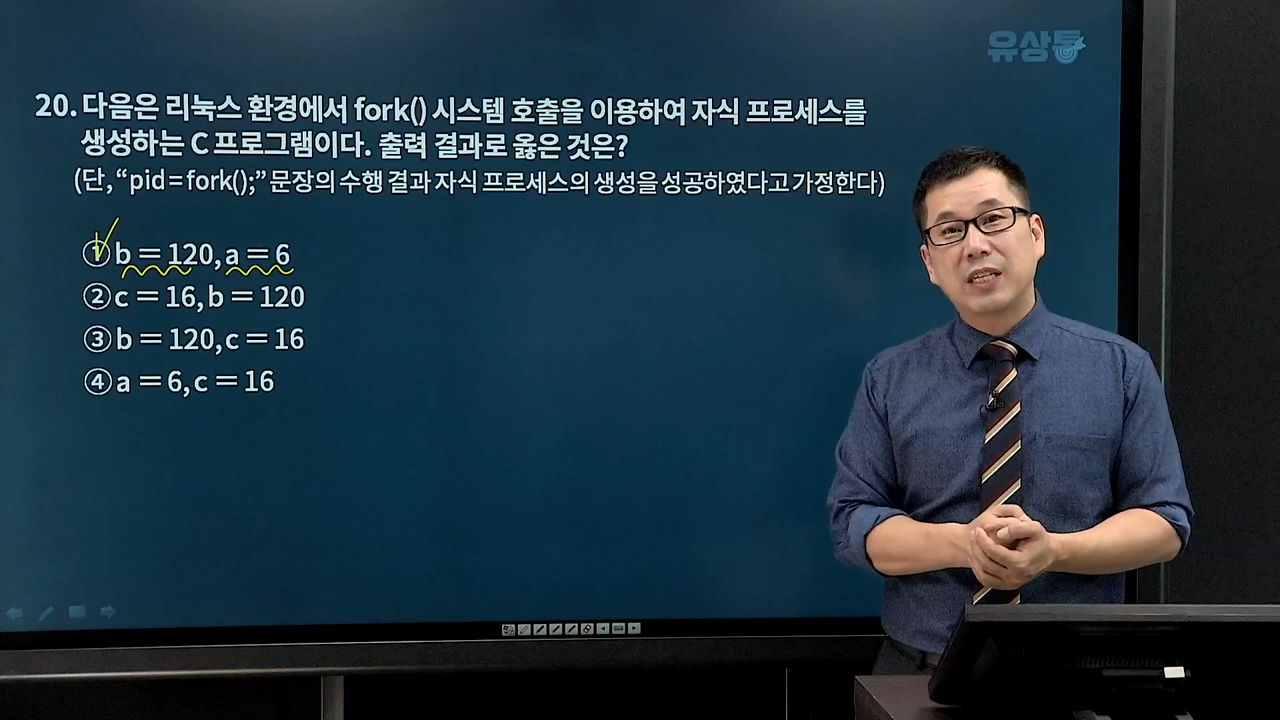 유상통
20. 다음은 리눅스 환경에서 fork() 시스템 호출을 이용하여 자식 프로세스를
생성하는 C 프로그램이다. 출력 결과로 옳은 것은?
(단, “pid = fork();” 문장의 수행 결과 자식 프로세스의 생성을 성공하였다고 가정한다)
① b = 120, a = 6
② c = 16, b = 120
③ b = 120, c = 16
④ a = 6, c = 16